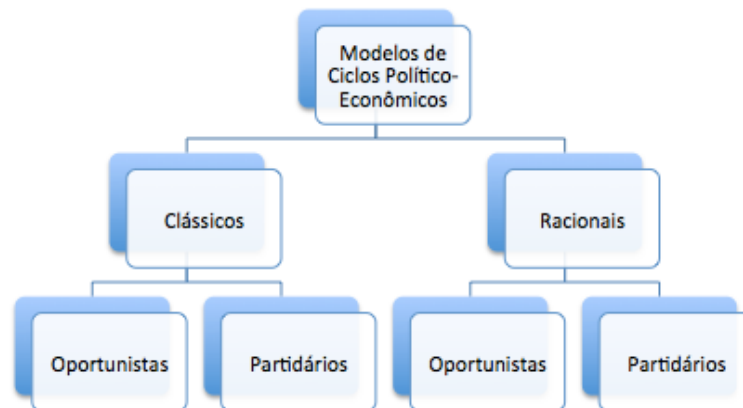 Modelos de
Ciclos Político-
Econômicos
Clássicos
Racionais
Oportunistas
Partidários
Oportunistas
Partidários